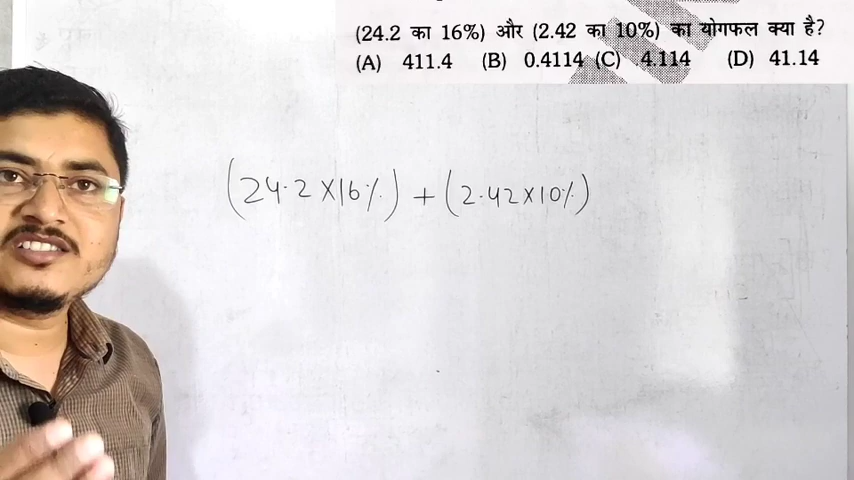 (24.2 का 16%) और (2.42 का 10%) का योगफल क्या है?
(A) 411.4 (B) 0.4114 (C) 4.114 (D) 41.14
(24.2 X 16%) + (2.42 X 10%)